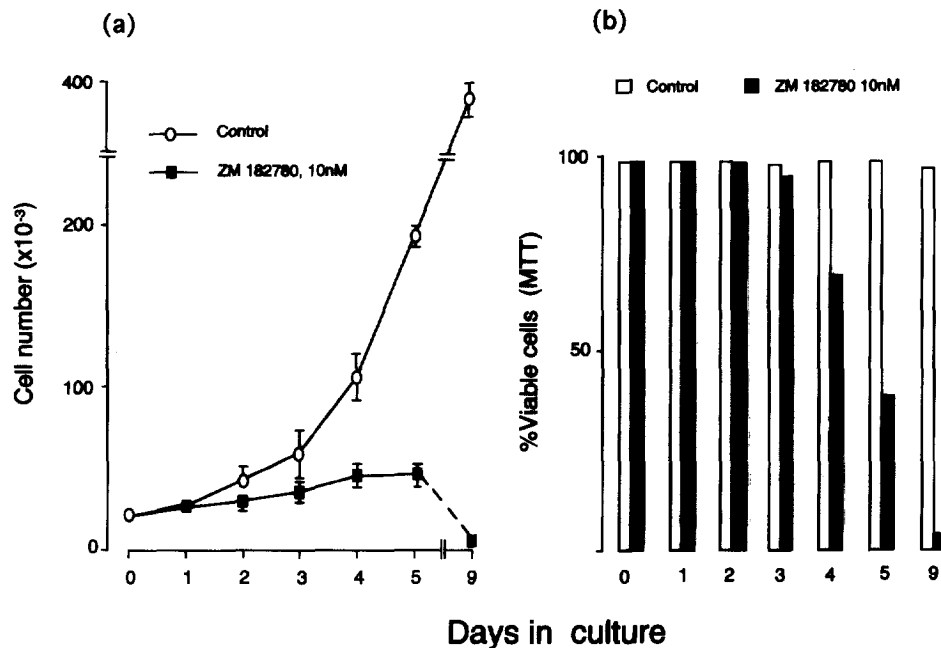 (a)
400
Control
ZM 182780, 10nM
200
100
0
Cell number (x10⁻³)
0 1 2 3 4 5 9
(b)
Control ZM 182780 10nM
100
50
%Viable cells (MTT)
0 1 2 3 4 5 9
Days in culture